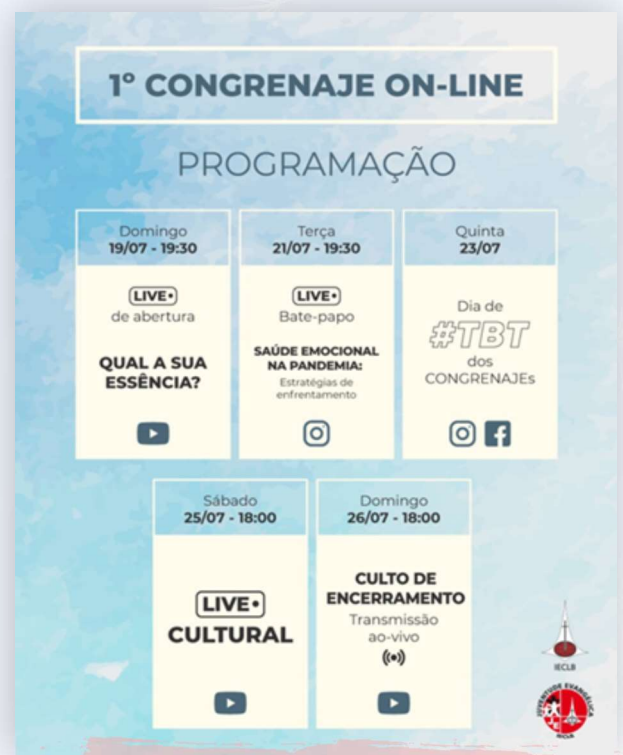 1º CONGRENAJE ON-LINE
PROGRAMAÇÃO
Domingo
19/07 - 19:30
LIVE
de abertura
QUAL A SUA
ESSÊNCIA?
Terça
21/07 - 19:30
LIVE
Bate-papo
SAÚDE EMOCIONAL
NA PANDEMIA:
Estratégias de
enfrentamento
Quinta
23/07
Dia de
#TBT
dos
CONGRENAJEs
Sábado
25/07 - 18:00
LIVE
CULTURAL
Domingo
26/07 - 18:00
CULTO DE
ENCERRAMENTO
Transmissão
ao-vivo
IECLB
JUVENTUDE EVANGÉLICA